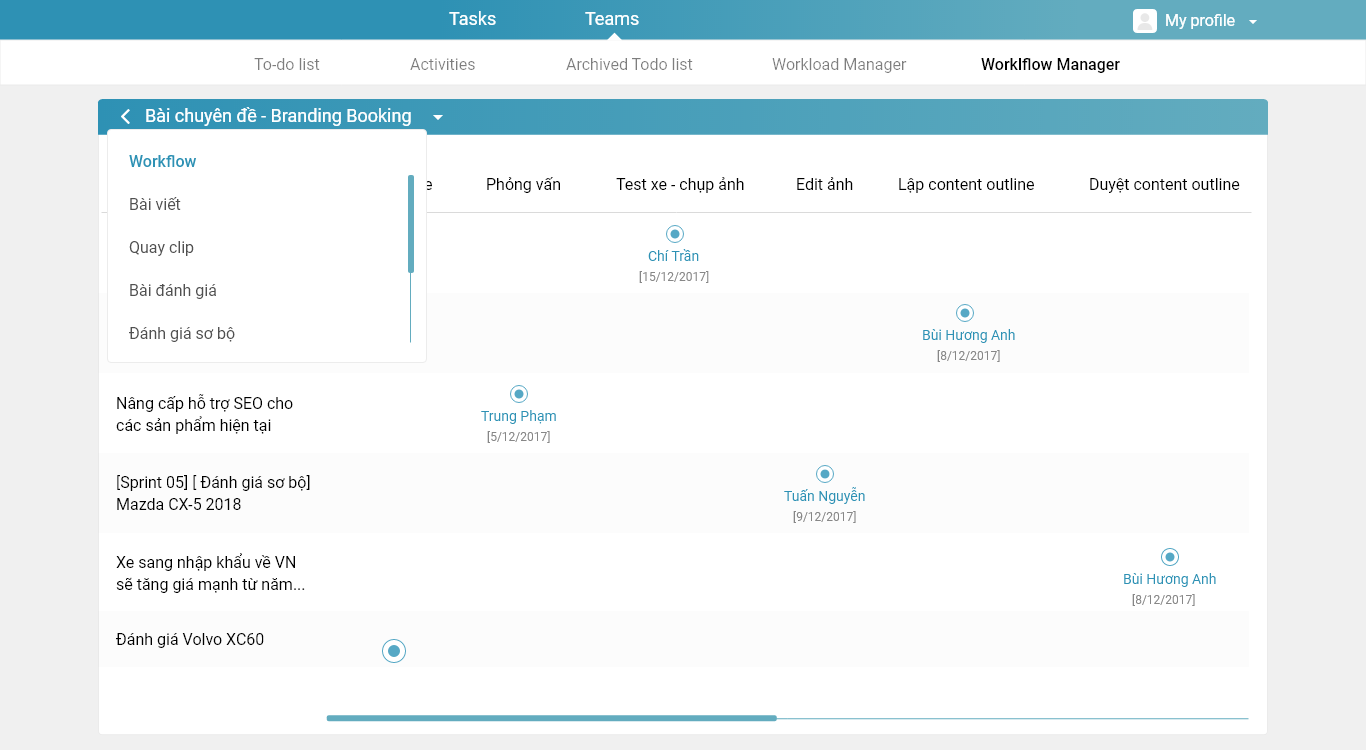 Tasks
Teams
My profile
To-do list
Activities
Archived Todo list
Workload Manager
Worklflow Manager
Bài chuyên đề - Branding Booking
Workflow
Bài viết
Quay clip
Bài đánh giá
Đánh giá sơ bộ
e
Phỏng vấn
Test xe - chụp ảnh
Edit ảnh
Lập content outline
Duyệt content outline
Chí Trần
[15/12/2017]
Bùi Hương Anh
[8/12/2017]
Nâng cấp hỗ trợ SEO cho
các sản phẩm hiện tại
Trung Phạm
[5/12/2017]
[Sprint 05] [ Đánh giá sơ bộ]
Mazda CX-5 2018
Tuấn Nguyễn
[9/12/2017]
Xe sang nhập khẩu về VN
sẽ tăng giá mạnh từ năm...
Bùi Hương Anh
[8/12/2017]
Đánh giá Volvo XC60